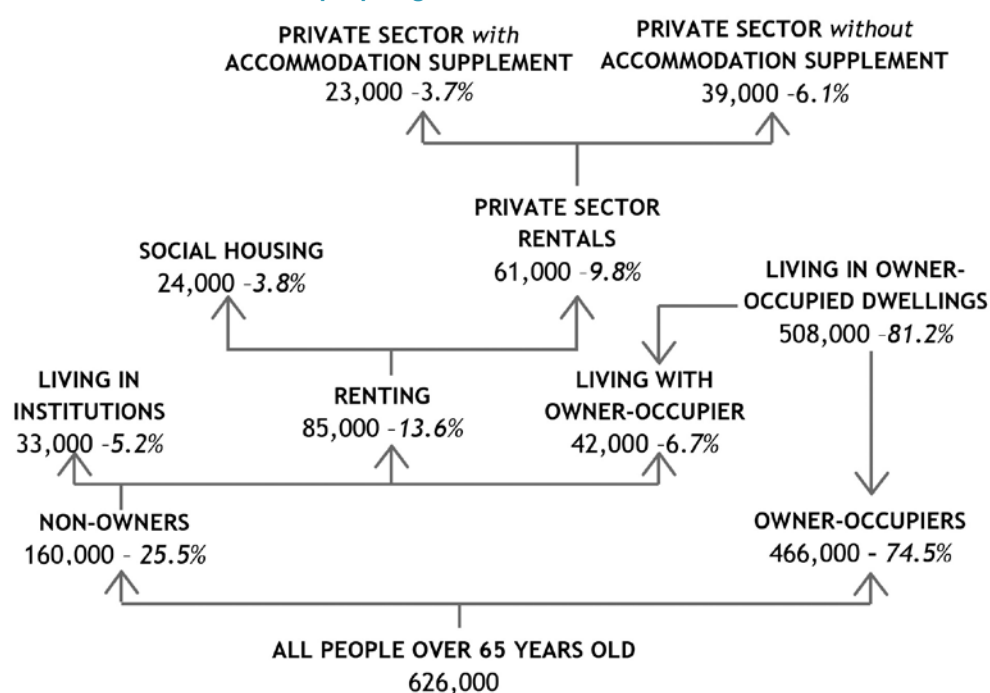 PRIVATE SECTOR with
ACCOMMODATION SUPPLEMENT
23,000 -3.7%
PRIVATE SECTOR without
ACCOMMODATION SUPPLEMENT
39,000 -6.1%
PRIVATE SECTOR
RENTALS
61,000 -9.8%
SOCIAL HOUSING
24,000 -3.8%
LIVING IN OWNER-
OCCUPIED DWELLINGS
508,000 -81.2%
LIVING IN
INSTITUTIONS
33,000 -5.2%
RENTING
85,000 -13.6%
LIVING WITH
OWNER-OCCUPIER
42,000 -6.7%
NON-OWNERS
160,000 - 25.5%
OWNER-OCCUPIERS
466,000 - 74.5%
ALL PEOPLE OVER 65 YEARS OLD
626,000